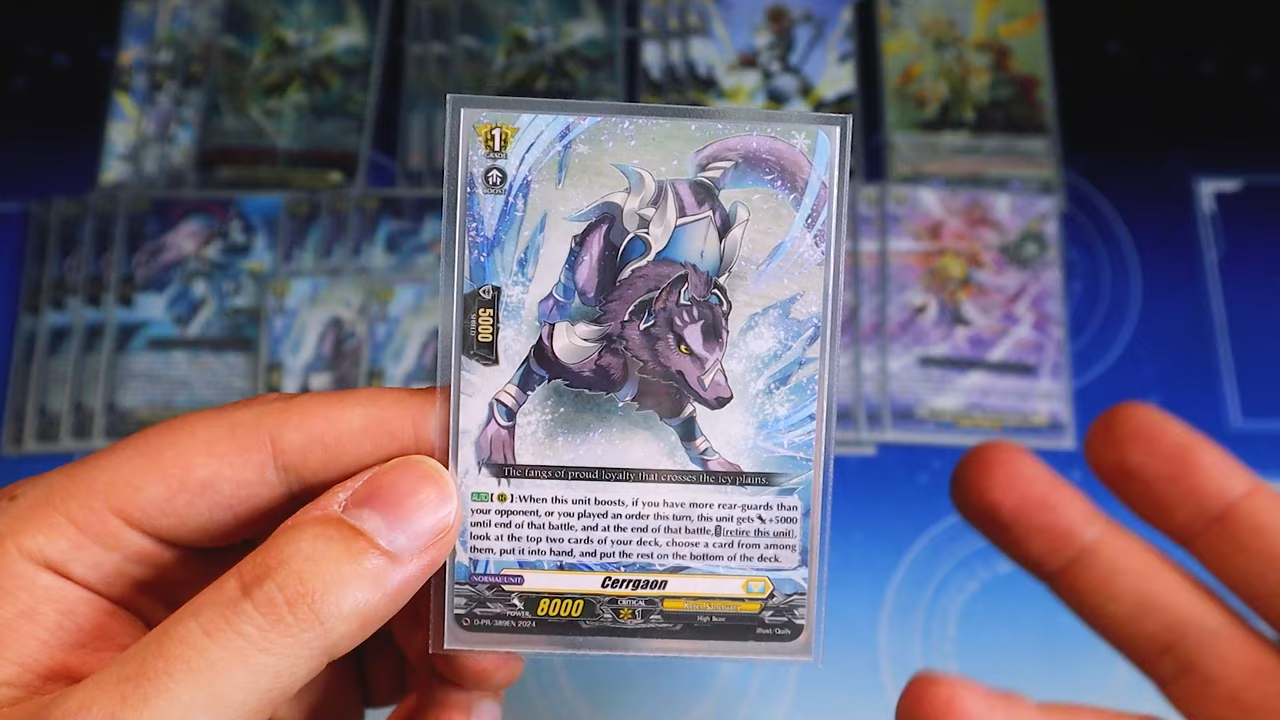 1
GRADE
BOOST
5000
SHIELD
The fangs of proud loyalty that crosses the icy plains.
AUTO【RC】:When this unit boosts, if you have more rear-guards than
your opponent, or you played an order this turn, this unit gets +5000
until end of that battle, and at the end of that battle, [retire this unit],
look at the top two cards of your deck, choose a card from among
them, put it into hand, and put the rest on the bottom of the deck.
NORMAL UNIT
Cerrgaon
POWER 8000
CRITICAL
1
Keter Sanctuary
High Beast
D-PR/389EN 2024
illust/Quily